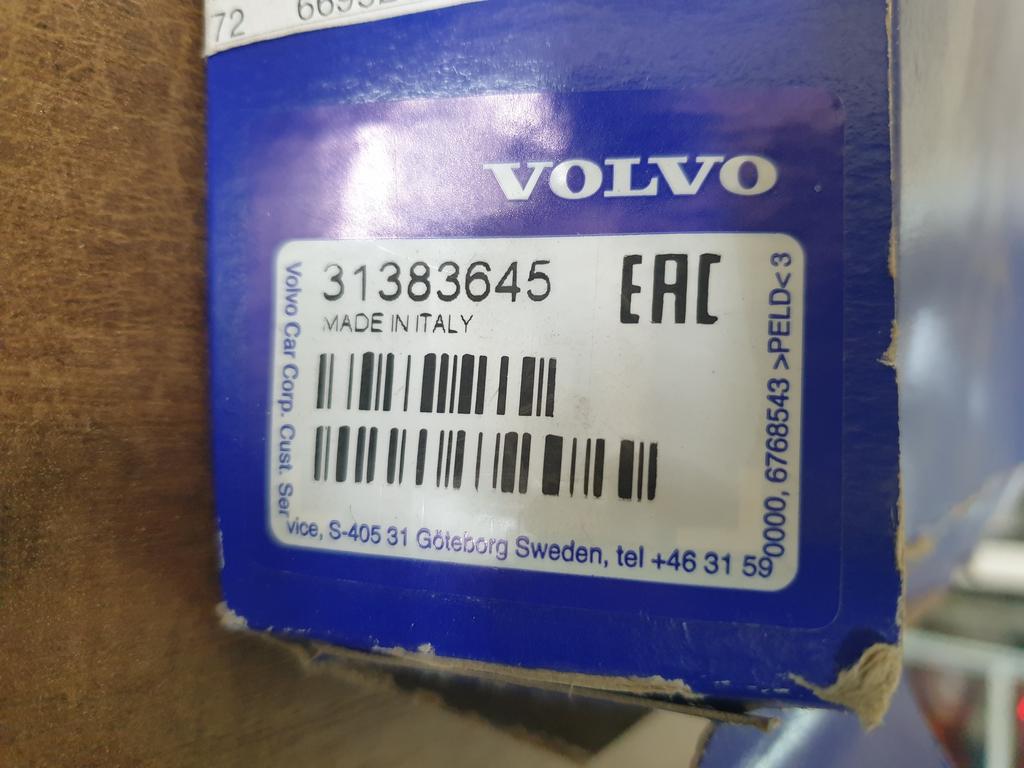 72
VOLVO
31383645
EAC
MADE IN ITALY
Volvo Car Corp. Cust. Service, S-405 31 Göteborg Sweden, tel +46 31 590000, 6768543 >PELD< 3